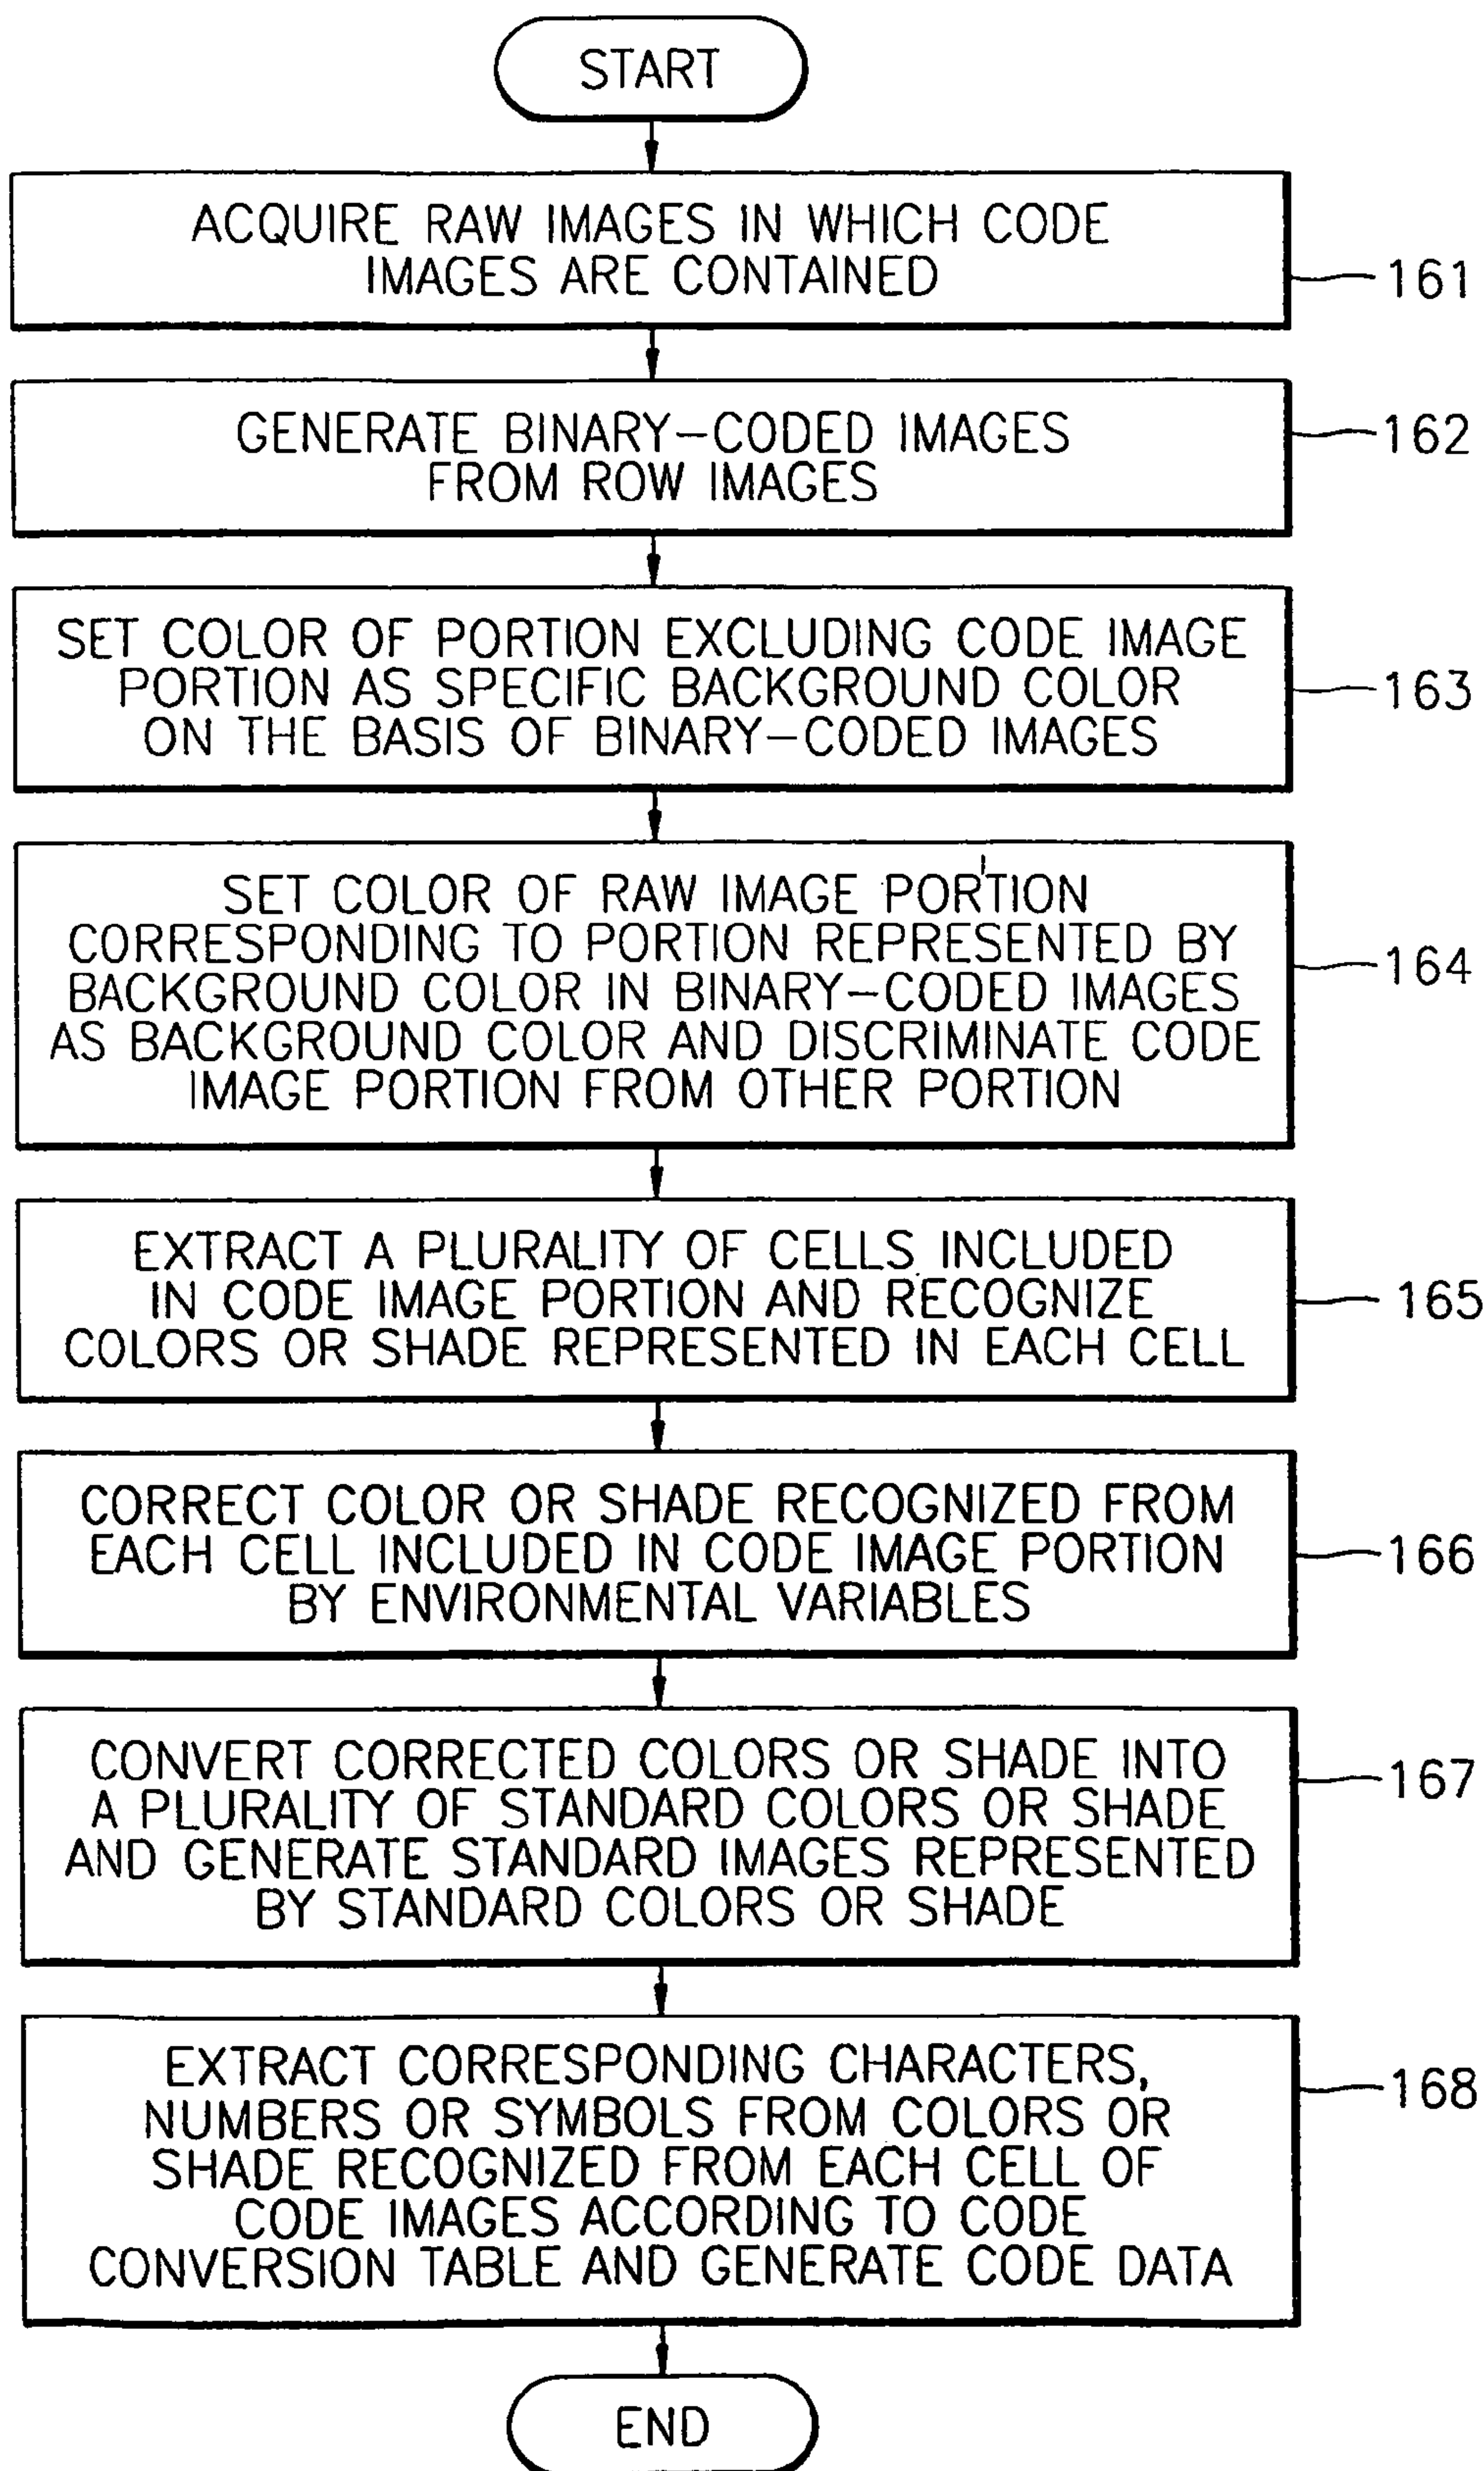 START
ACQUIRE RAW IMAGES IN WHICH CODE
IMAGES ARE CONTAINED
161
GENERATE BINARY-CODED IMAGES
FROM ROW IMAGES
162
SET COLOR OF PORTION EXCLUDING CODE IMAGE
PORTION AS SPECIFIC BACKGROUND COLOR
ON THE BASIS OF BINARY-CODED IMAGES
163
SET COLOR OF RAW IMAGE PORTION
CORRESPONDING TO PORTION REPRESENTED BY
BACKGROUND COLOR IN BINARY-CODED IMAGES
AS BACKGROUND COLOR AND DISCRIMINATE CODE
IMAGE PORTION FROM OTHER PORTION
164
EXTRACT A PLURALITY OF CELLS INCLUDED
IN CODE IMAGE PORTION AND RECOGNIZE
COLORS OR SHADE REPRESENTED IN EACH CELL
165
CORRECT COLOR OR SHADE RECOGNIZED FROM
EACH CELL INCLUDED IN CODE IMAGE PORTION
BY ENVIRONMENTAL VARIABLES
166
CONVERT CORRECTED COLORS OR SHADE INTO
A PLURALITY OF STANDARD COLORS OR SHADE
AND GENERATE STANDARD IMAGES REPRESENTED
BY STANDARD COLORS OR SHADE
167
EXTRACT CORRESPONDING CHARACTERS,
NUMBERS OR SYMBOLS FROM COLORS OR
SHADE RECOGNIZED FROM EACH CELL OF
CODE IMAGES ACCORDING TO CODE
CONVERSION TABLE AND GENERATE CODE DATA
168
END